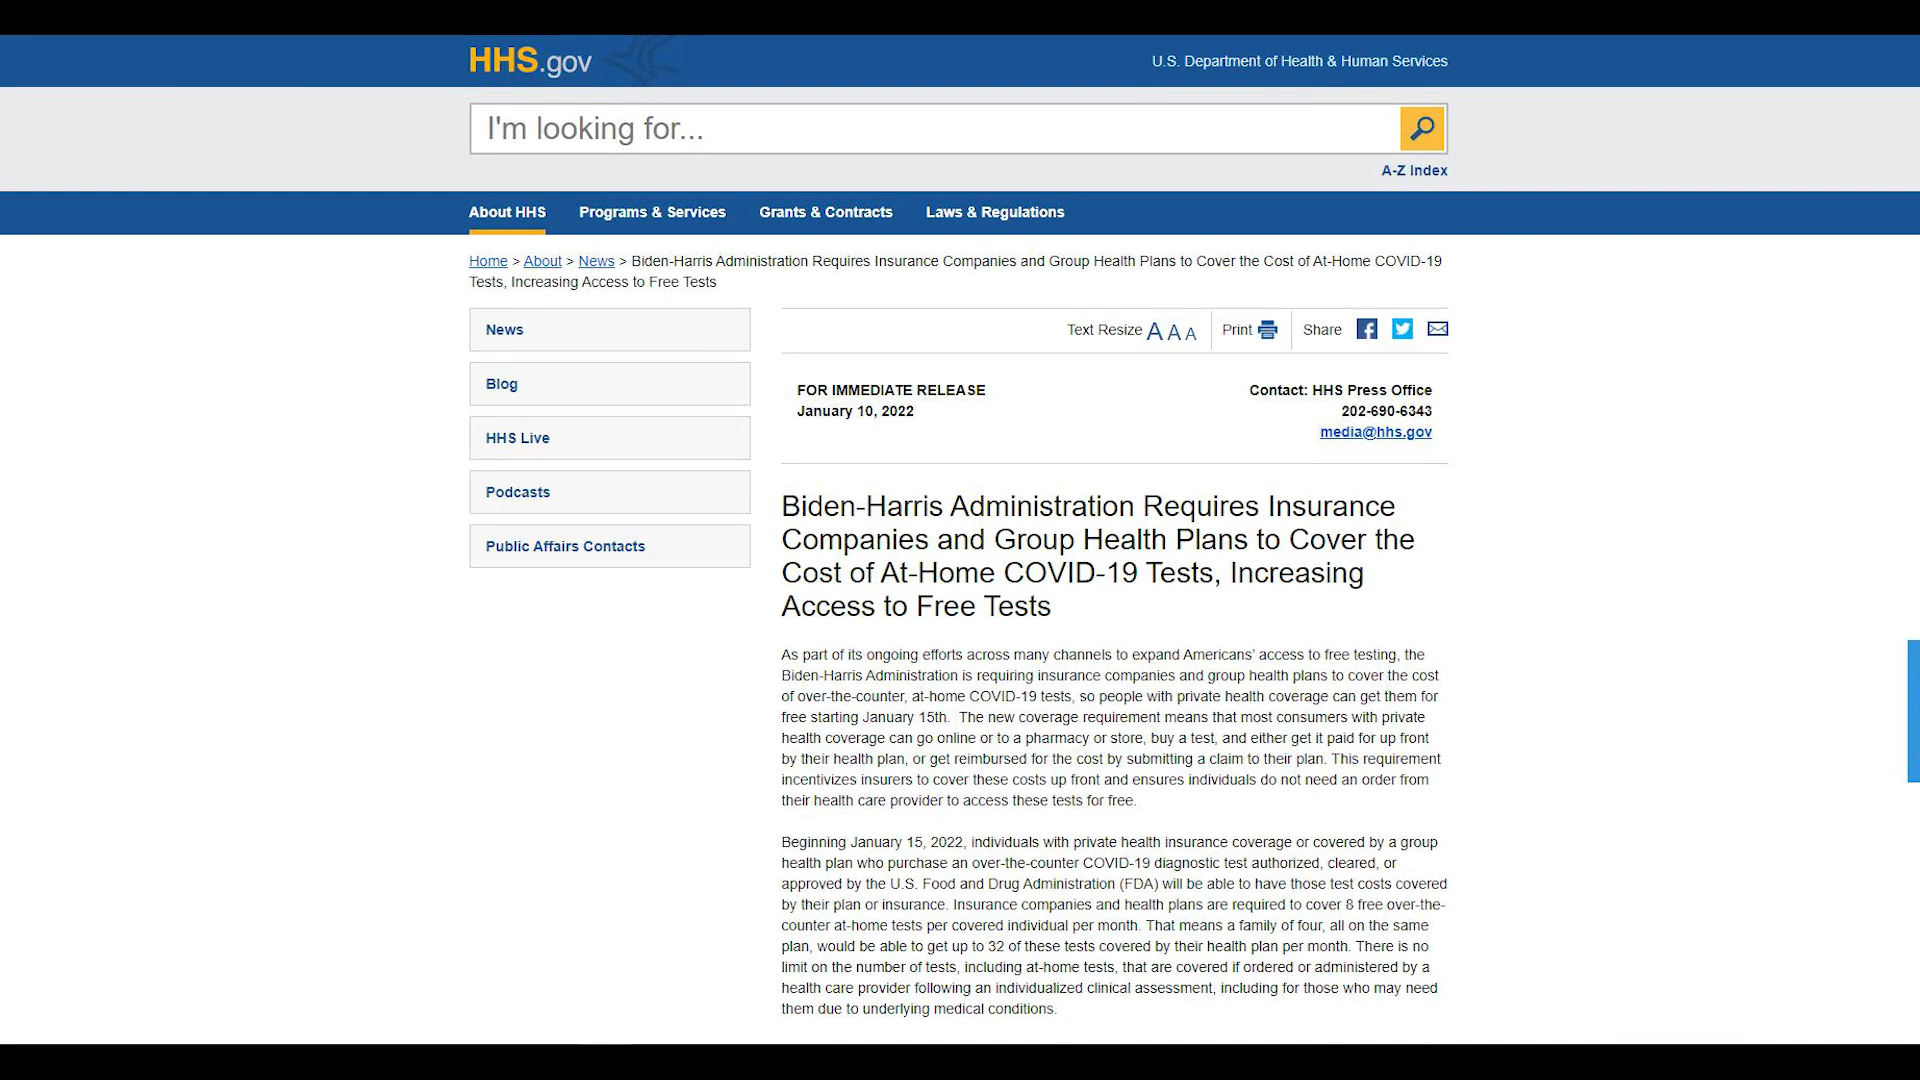 HHS.gov
U.S. Department of Health & Human Services
I'm looking for...
A-Z Index
About HHS
Programs & Services
Grants & Contracts
Laws & Regulations
Home > About > News > Biden-Harris Administration Requires Insurance Companies and Group Health Plans to Cover the Cost of At-Home COVID-19
Tests, Increasing Access to Free Tests
News
Blog
HHS Live
Podcasts
Public Affairs Contacts
Text Resize A A A
Print
Share
FOR IMMEDIATE RELEASE
January 10, 2022
Contact: HHS Press Office
202-690-6343
media@hhs.gov
Biden-Harris Administration Requires Insurance
Companies and Group Health Plans to Cover the
Cost of At-Home COVID-19 Tests, Increasing
Access to Free Tests
As part of its ongoing efforts across many channels to expand Americans’ access to free testing, the
Biden-Harris Administration is requiring insurance companies and group health plans to cover the cost
of over-the-counter, at-home COVID-19 tests, so people with private health coverage can get them for
free starting January 15th. The new coverage requirement means that most consumers with private
health coverage can go online or to a pharmacy or store, buy a test, and either get it paid for up front
by their health plan, or get reimbursed for the cost by submitting a claim to their plan. This requirement
incentivizes insurers to cover these costs up front and ensures individuals do not need an order from
their health care provider to access these tests for free.
Beginning January 15, 2022, individuals with private health insurance coverage or covered by a group
health plan who purchase an over-the-counter COVID-19 diagnostic test authorized, cleared, or
approved by the U.S. Food and Drug Administration (FDA) will be able to have those test costs covered
by their plan or insurance. Insurance companies and health plans are required to cover 8 free over-the-
counter at-home tests per covered individual per month. That means a family of four, all on the same
plan, would be able to get up to 32 of these tests covered by their health plan per month. There is no
limit on the number of tests, including at-home tests, that are covered if ordered or administered by a
health care provider following an individualized clinical assessment, including for those who may need
them due to underlying medical conditions.